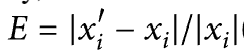 E = |x′ᵢ − xᵢ|/|xᵢ|